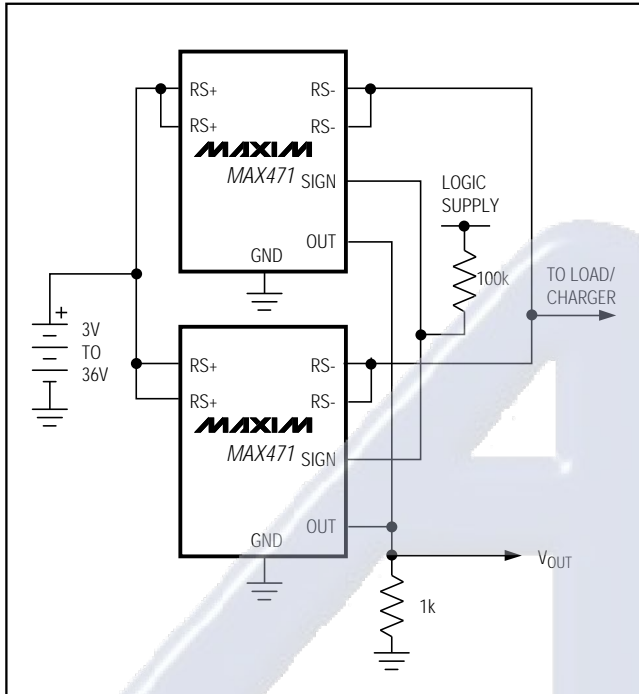 RS+
RS-
RS+
RS-
MAXIM
MAX471
SIGN
OUT
GND
LOGIC
SUPPLY
100k
TO LOAD/
CHARGER
+
3V
TO
36V
RS+
RS-
RS+
RS-
MAXIM
MAX471
SIGN
OUT
GND
VOUT
1k